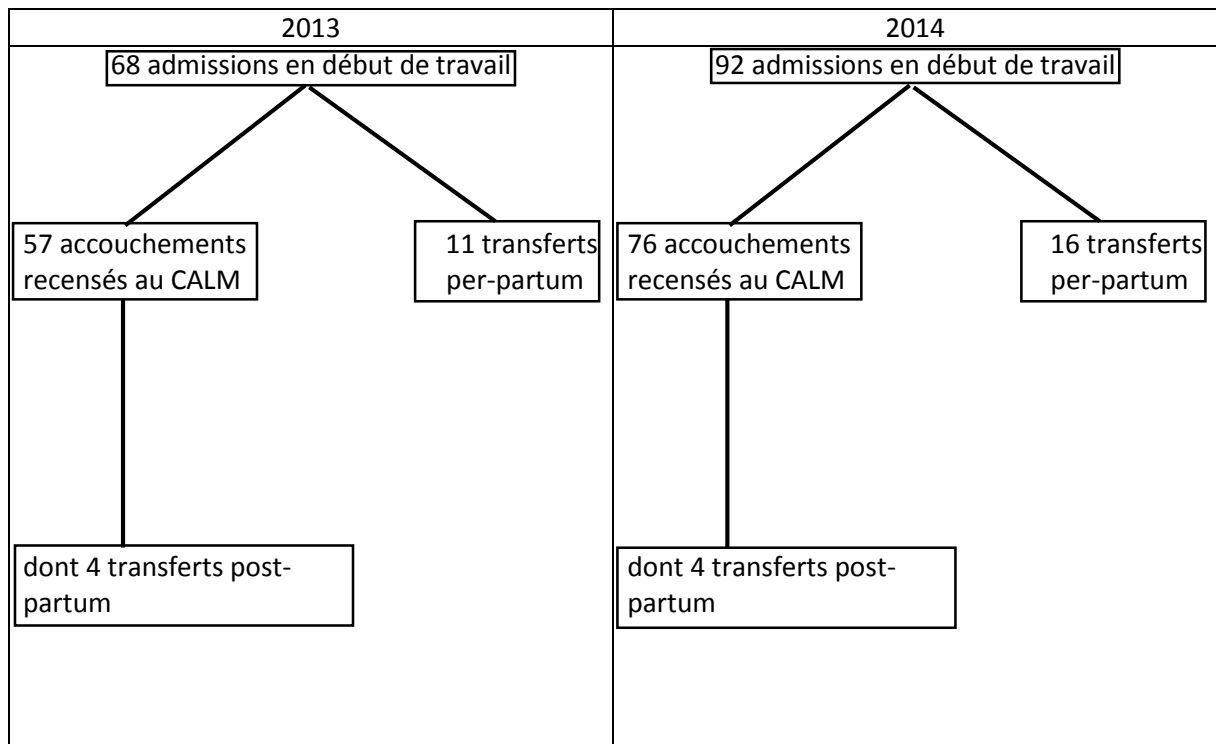 2013
68 admissions en début de travail
57 accouchements
recensés au CALM
11 transferts
per-partum
dont 4 transferts post-
partum
2014
92 admissions en début de travail
76 accouchements
recensés au CALM
16 transferts
per-partum
dont 4 transferts post-
partum